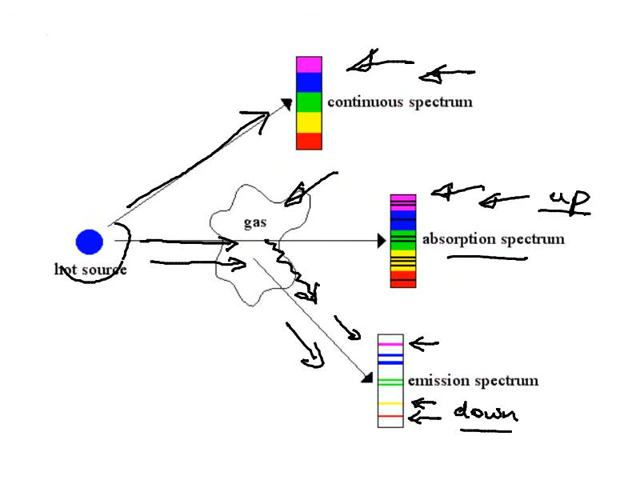 continuous spectrum
gas
up
absorption spectrum
hot source
emission spectrum
down